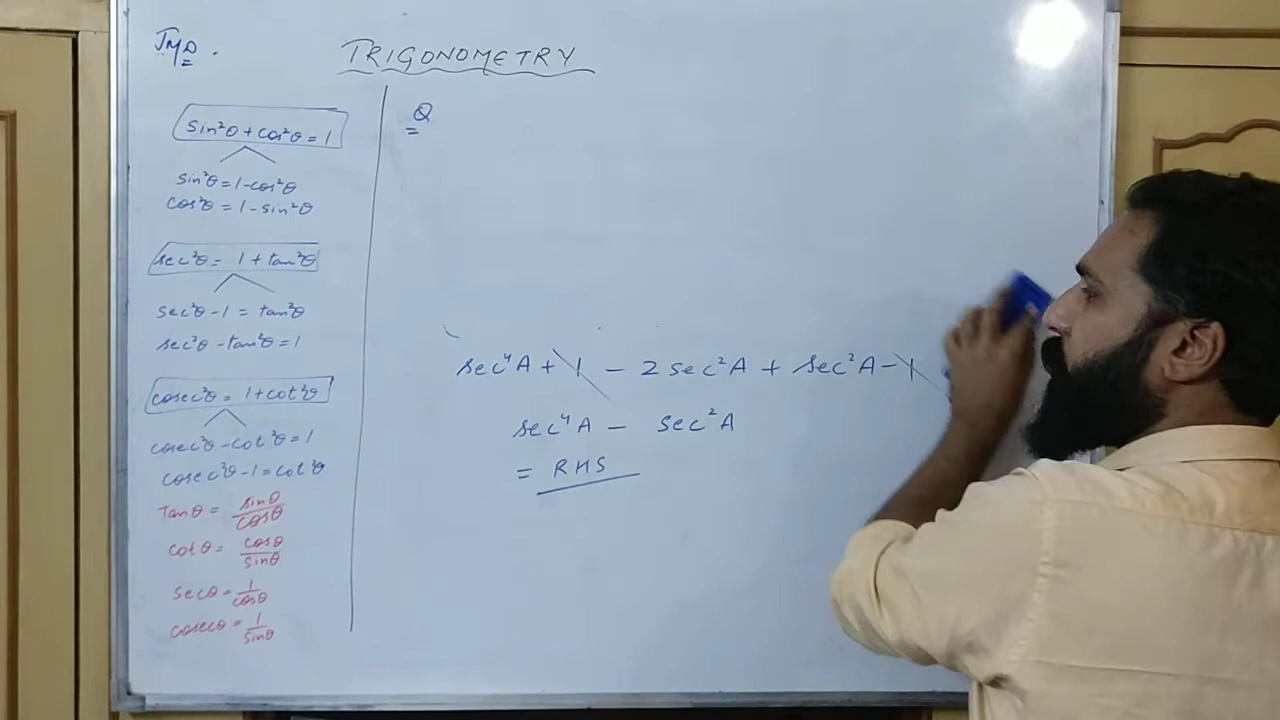 JMD.
TRIGONOMETRY
sin²θ + cos²θ = 1
sin²θ = 1 - cos²θ
cos²θ = 1 - sin²θ
sec²θ = 1 + tan²θ
sec²θ - 1 = tan²θ
sec²θ - tan²θ = 1
cosec²θ = 1 + cot²θ
cosec²θ - cot²θ = 1
cosec²θ - 1 = cot²θ
Tanθ = sinθ/cosθ
cotθ = cosθ/sinθ
secθ = 1/cosθ
cosecθ = 1/sinθ
Q
sec⁴A + 1 - 2 sec²A + sec²A - 1
sec⁴A - sec²A
= RHS